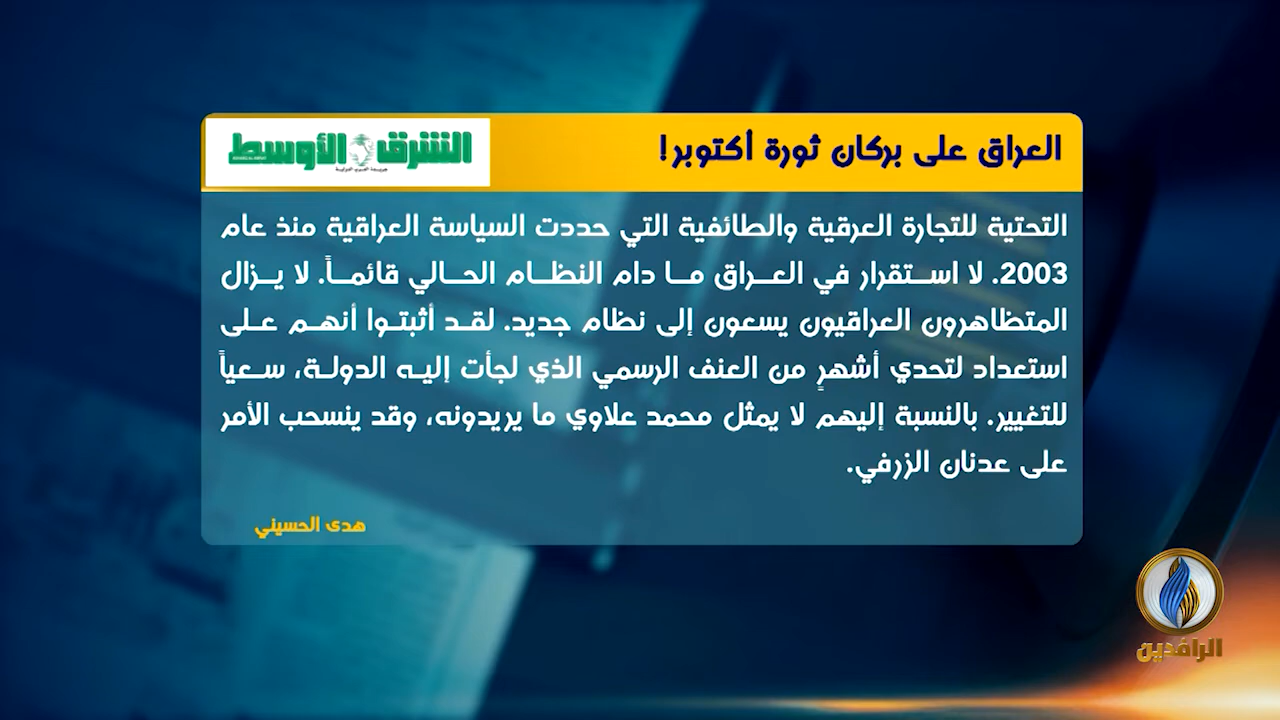 العراق على بركان ثورة أكتوبر!
الشرق الأوسط
جريدة العرب الدولية
التحتية للتجارة العرقية والطائفية التي حددت السياسة العراقية منذ عام
2003. لا استقرار في العراق ما دام النظام الحالي قائماً. لا يزال
المتظاهرون العراقيون يسعون إلى نظام جديد. لقد أثبتوا أنهم على
استعداد لتحدي أشهرٍ من العنف الرسمي الذي لجأت إليه الدولة، سعياً
للتغيير. بالنسبة إليهم لا يمثل محمد علاوي ما يريدونه، وقد ينسحب الأمر
على عدنان الزرفي.
هدى الحسيني
الرافدين